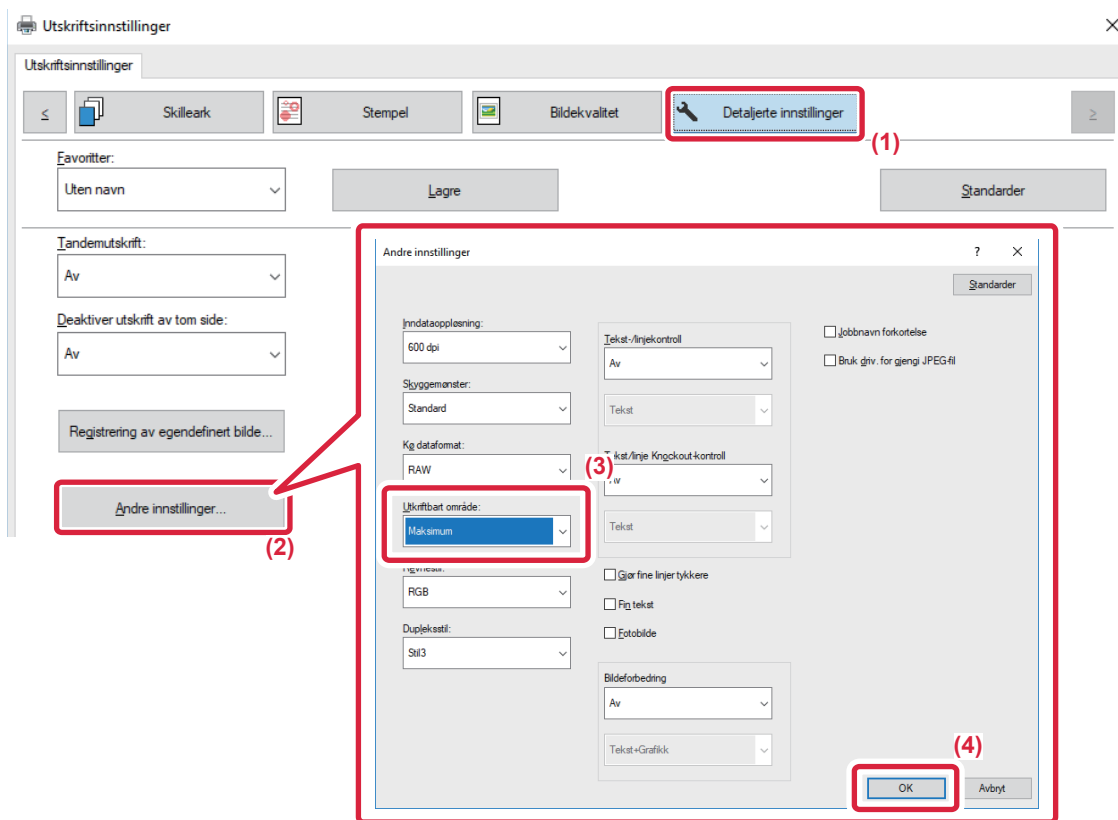 Utskriftsinnstillinger
Utskriftsinnstillinger
≤
Skilleark
Stempel
Bildekvalitet
Detaljerte innstillinger
≥
(1)
Favoritter:
Uten navn
Lagre
Standarder
Tandemutskrift:
Av
Deaktiver utskrift av tom side:
Av
Registrering av egendefinert bilde...
Andre innstillinger...
(2)
Andre innstillinger
?
Standarder
Inndataoppløsning:
600 dpi
Skyggemønster:
Standard
Kø dataformat:
RAW
(3)
Utkriftbart område:
Maksimum
RGB
Dupleksstil:
Stil3
Tekst-/linjekontroll
Av
Tekst
Tekst/linje Knockout-kontroll
Av
Tekst
Gjør fine linjer tykkere
Fin tekst
Fotobilde
Bildeforbedring
Av
Tekst+Grafikk
Jobbnavn forkortelse
Bruk driv. for gjengi JPEG-fil
(4)
OK
Avbryt